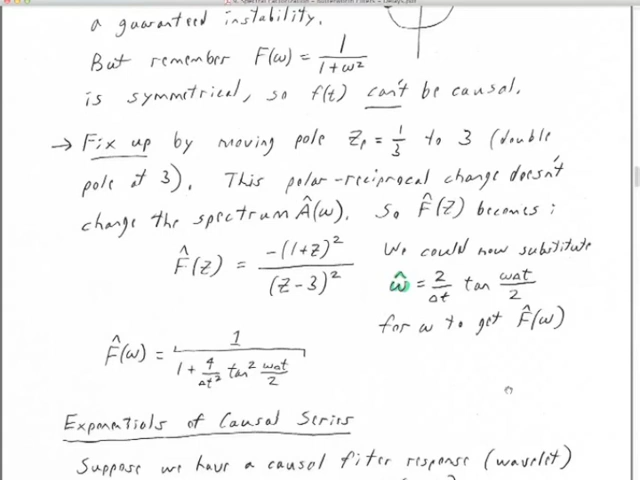 a guaranteed instability.
But remember F(ω) = 1 / (1+ω²)
is symmetrical, so f(t) can't be causal.
→ Fix up by moving pole Zp = 1/3 to 3 (double
pole at 3). This polar-reciprocal change doesn't
change the spectrum Â(ω). So F̂(Z) becomes:
F̂(Z) = -(1+Z)² / (Z-3)²
We could now substitute
ω̂ = 2/Δt tan ωΔt/2
for ω to get F̂(ω)
F̂(ω) = 1 / (1 + 4/Δt² tan² ωΔt/2)
Exponentials of Causal Series
Suppose we have a causal filter response (wavelet)